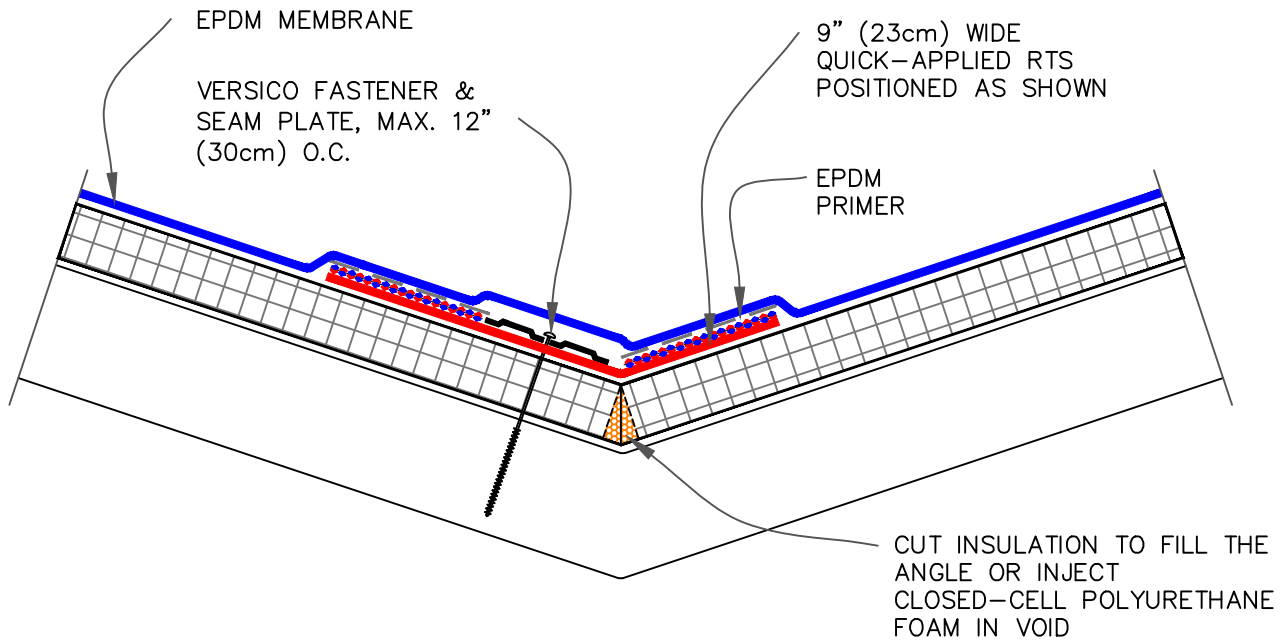 EPDM MEMBRANE
VERSICO FASTENER &
SEAM PLATE, MAX. 12”
(30cm) O.C.
9” (23cm) WIDE
QUICK–APPLIED RTS
POSITIONED AS SHOWN
EPDM
PRIMER
CUT INSULATION TO FILL THE
ANGLE OR INJECT
CLOSED–CELL POLYURETHANE
FOAM IN VOID